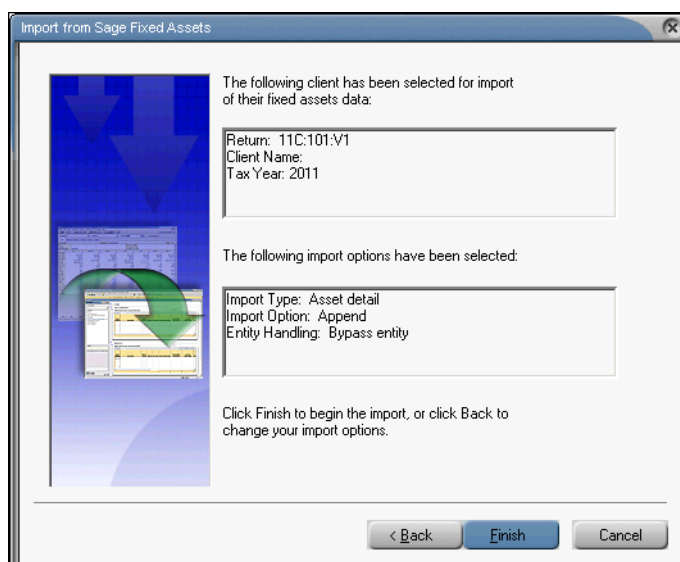 Import from Sage Fixed Assets
The following client has been selected for import
of their fixed assets data:
Return: 11C:101:V1
Client Name:
Tax Year: 2011
The following import options have been selected:
Import Type: Asset detail
Import Option: Append
Entity Handling: Bypass entity
Click Finish to begin the import, or click Back to
change your import options.
< Back
Finish
Cancel